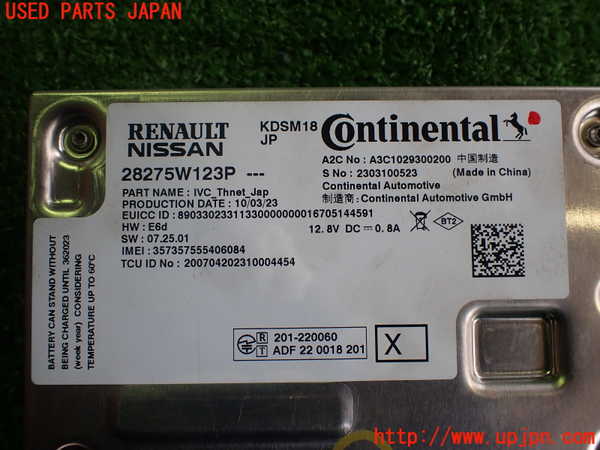 USED PARTS JAPAN
RENAULT
NISSAN
KDSM18
JP
Continental
28275W123P ---
PART NAME : IVC_Thnet_Jap
PRODUCTION DATE : 10/03/23
EUICC ID : 89033023311330000000016705144591
HW : E6d
SW : 07.25.01
IMEI : 357357555406084
TCU ID No : 200704202310004454
A2C No : A3C1029300200 中国制造
S No : 2303100523 (Made in China)
Continental Automotive
制造商: Continental Automotive GmbH
12.8V DC 0.8A
BT2
BATTERY CAN STAND WITHOUT
BEING CHARGED UNTIL 362023
(week year) CONSIDERING
TEMPERATURE UP TO 60°C
R 201-220060
T ADF 22 0018 201
X
http://www.upjpn.com/